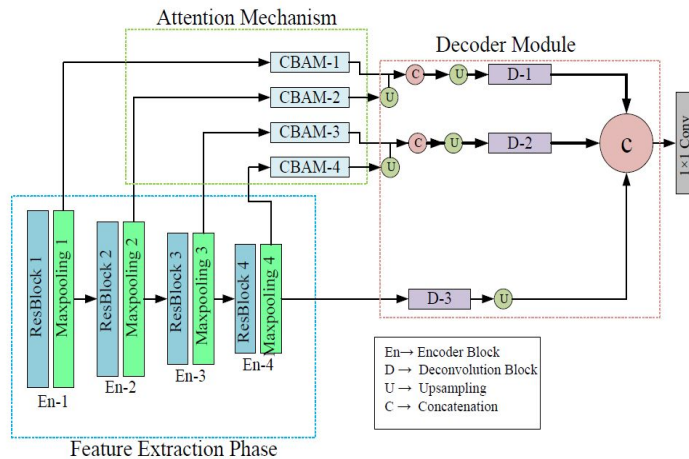 Attention Mechanism
Decoder Module
CBAM-1
CBAM-2
CBAM-3
CBAM-4
C
U
D-1
U
C
U
D-2
U
C
1×1 Conv
ResBlock 1
Maxpooling 1
ResBlock 2
Maxpooling 2
ResBlock 3
Maxpooling 3
ResBlock 4
Maxpooling 4
D-3
U
En-1
En-2
En-3
En-4
Feature Extraction Phase
En→ Encoder Block
D → Deconvolution Block
U → Upsampling
C → Concatenation